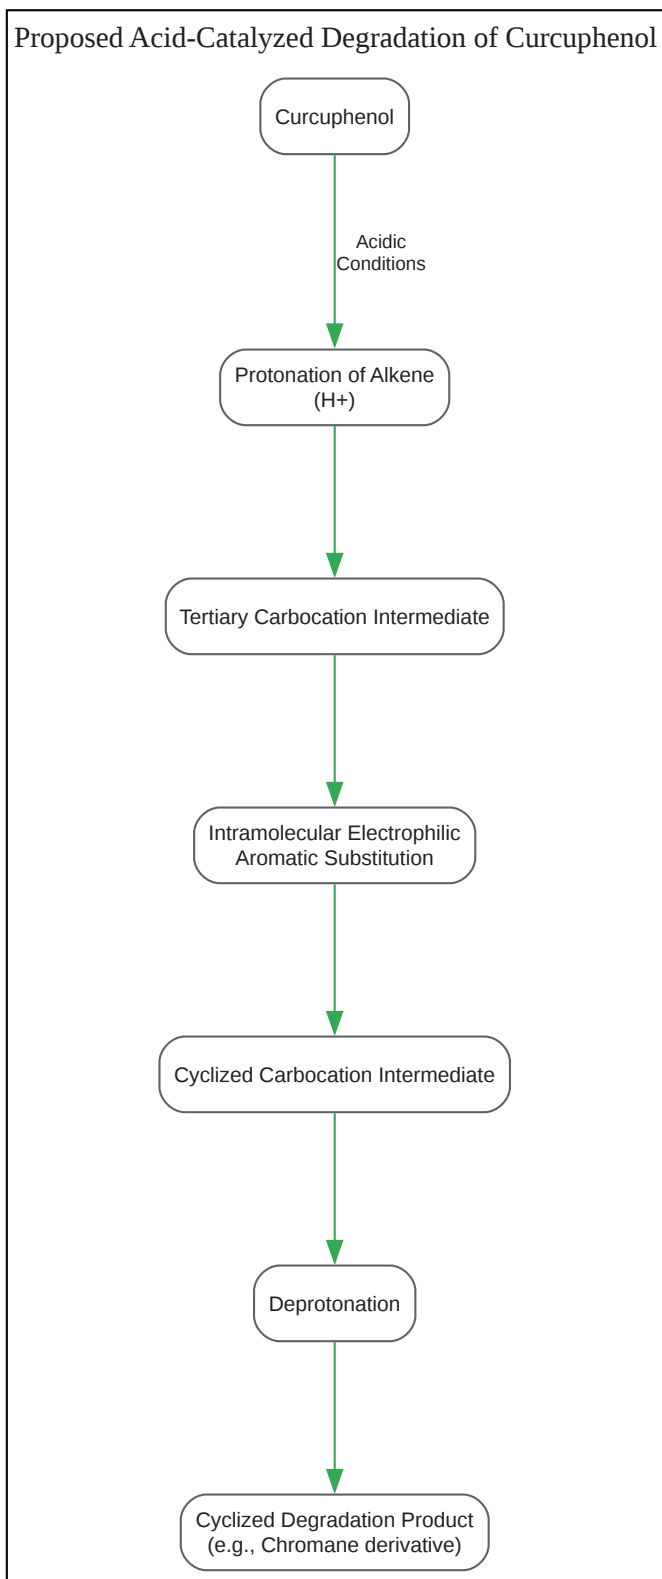 Proposed Acid-Catalyzed Degradation of Curcuphenol
Curcuphenol
Acidic
Conditions
Protonation of Alkene
(H+)
Tertiary Carbocation Intermediate
Intramolecular Electrophilic
Aromatic Substitution
Cyclized Carbocation Intermediate
Deprotonation
Cyclized Degradation Product
(e.g., Chromane derivative)